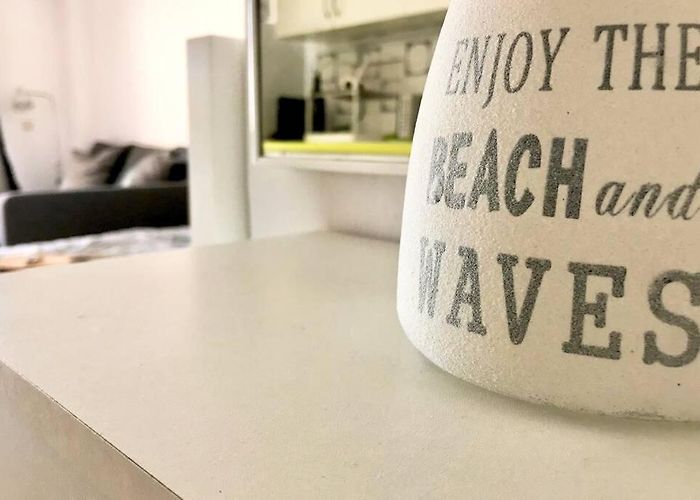 ENJOY THE
BEACH and
WAVES